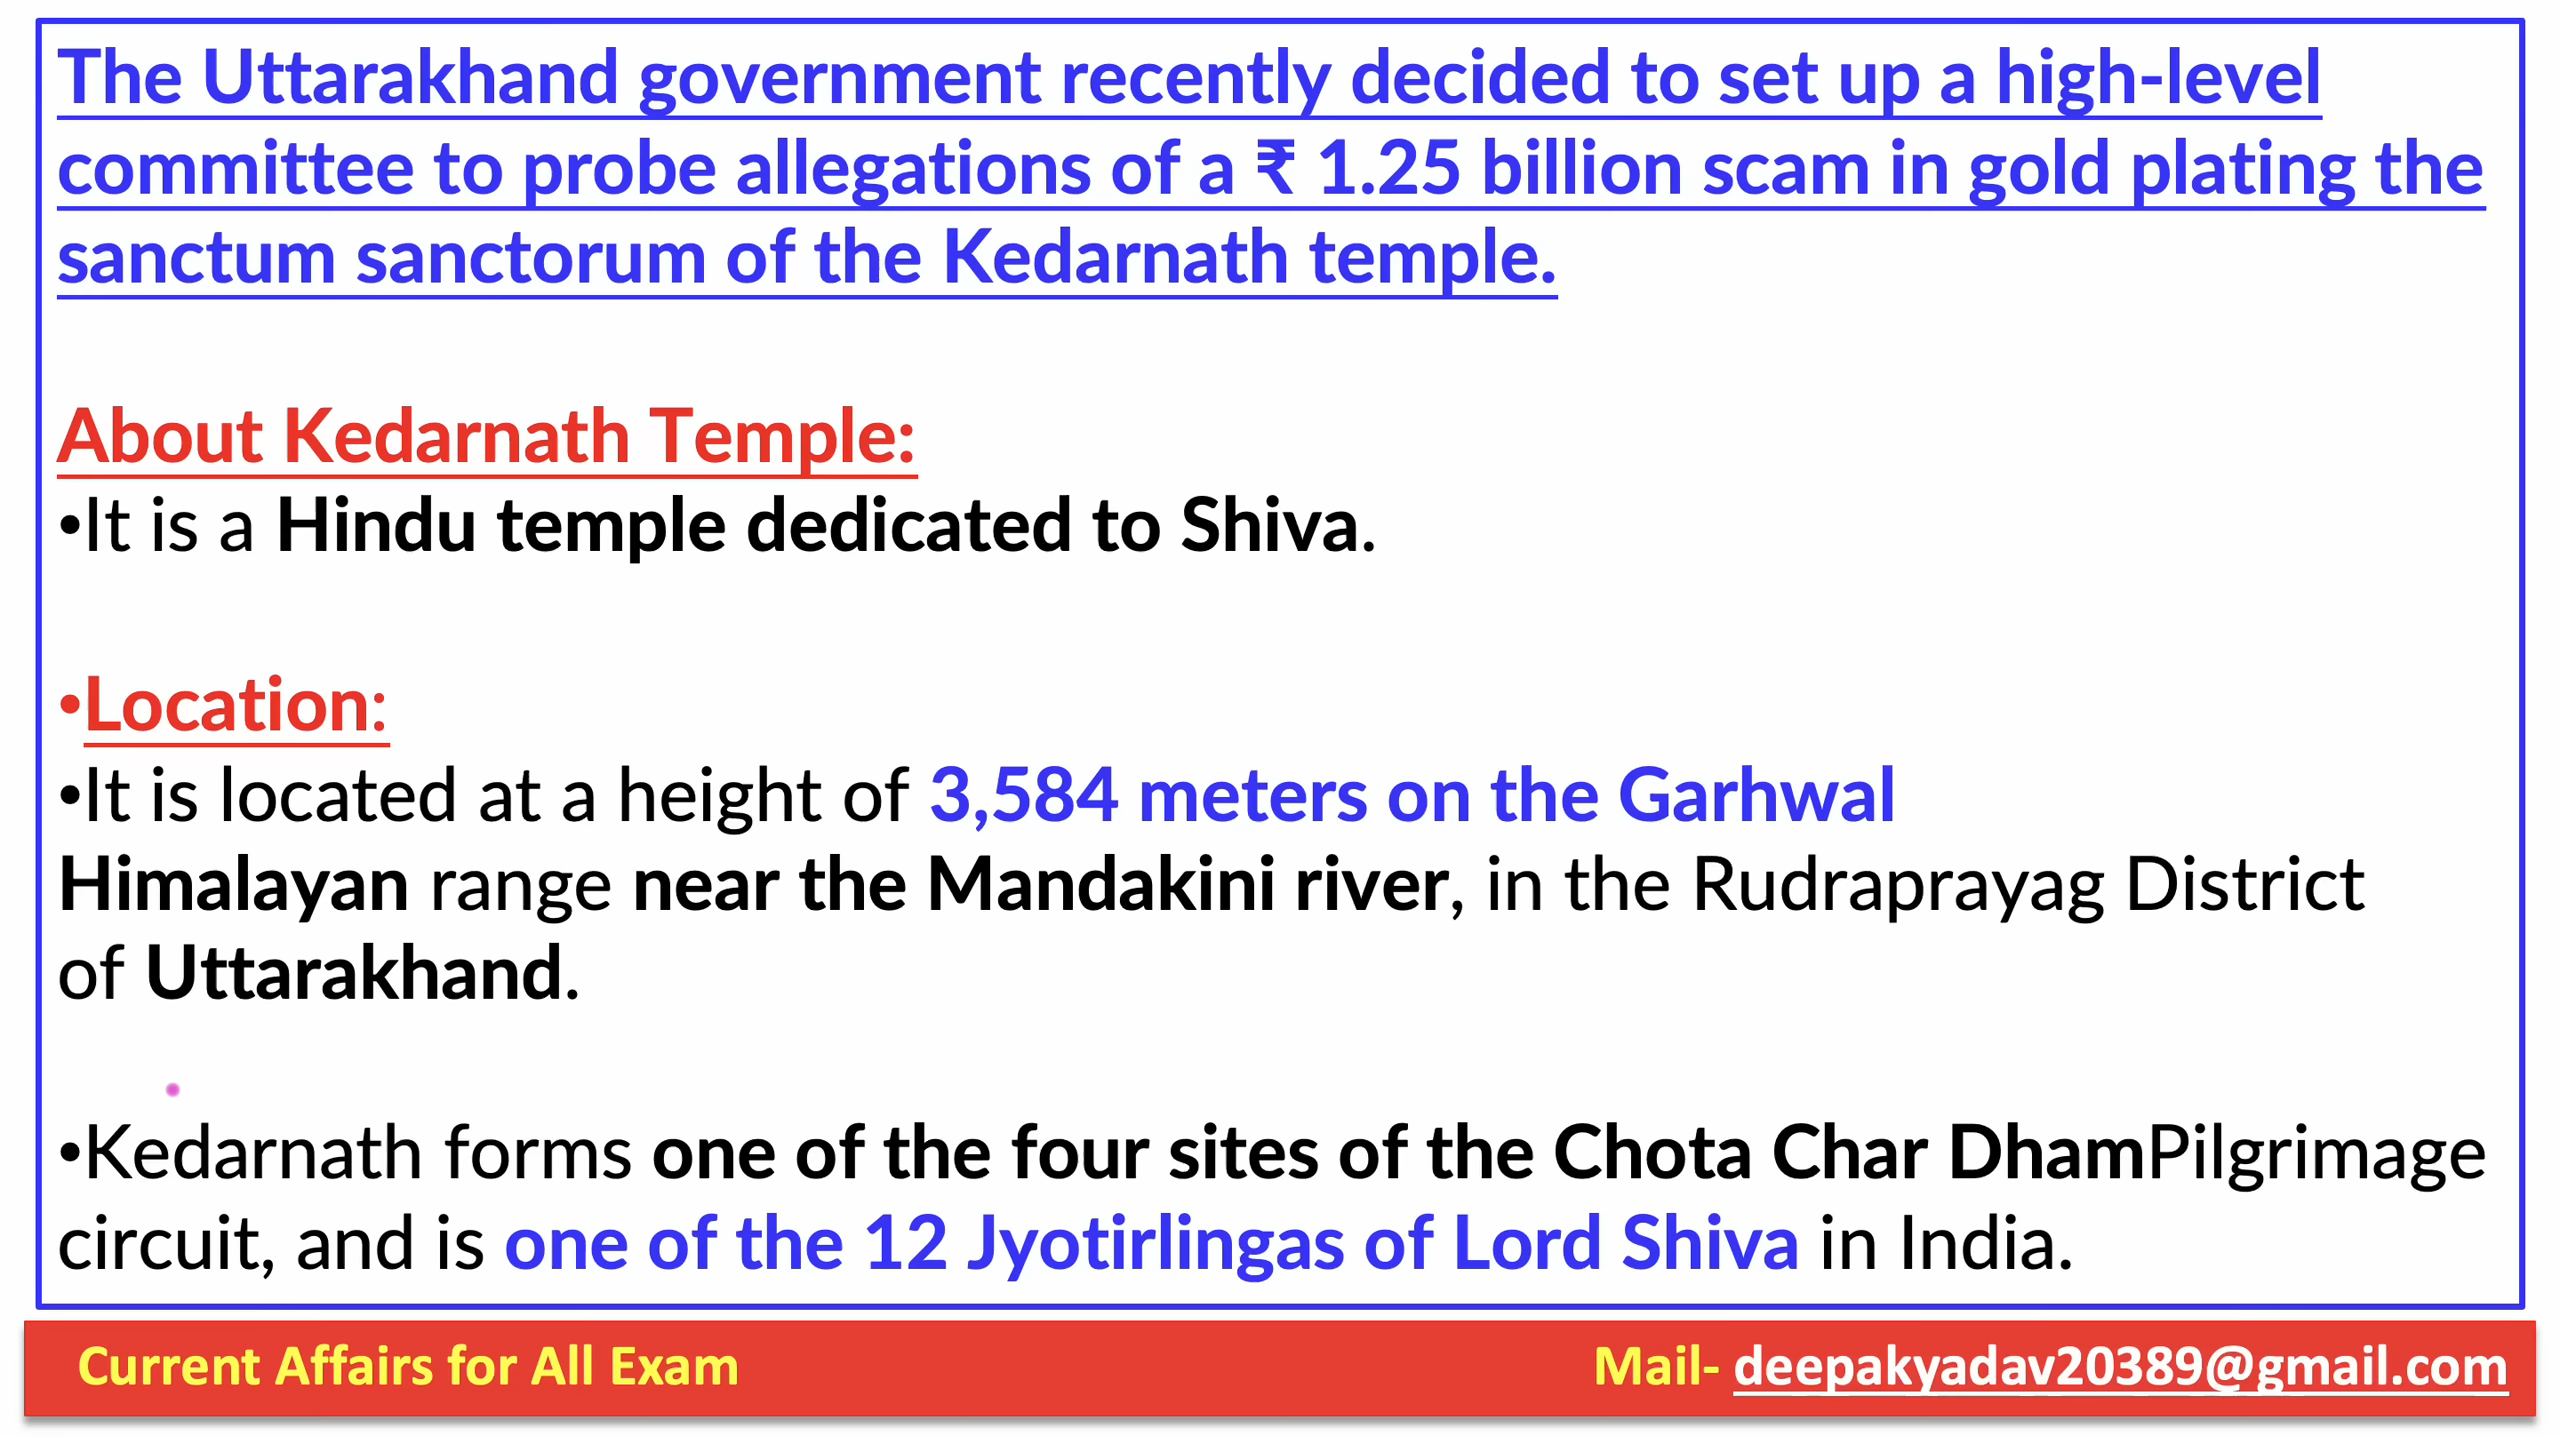 The Uttarakhand government recently decided to set up a high-level
committee to probe allegations of a ₹ 1.25 billion scam in gold plating the
sanctum sanctorum of the Kedarnath temple.
About Kedarnath Temple:
•It is a Hindu temple dedicated to Shiva.
•Location:
•It is located at a height of 3,584 meters on the Garhwal
Himalayan range near the Mandakini river, in the Rudraprayag District
of Uttarakhand.
•Kedarnath forms one of the four sites of the Chota Char DhamPilgrimage
circuit, and is one of the 12 Jyotirlingas of Lord Shiva in India.
Current Affairs for All Exam
Mail- deepakyadav20389@gmail.com